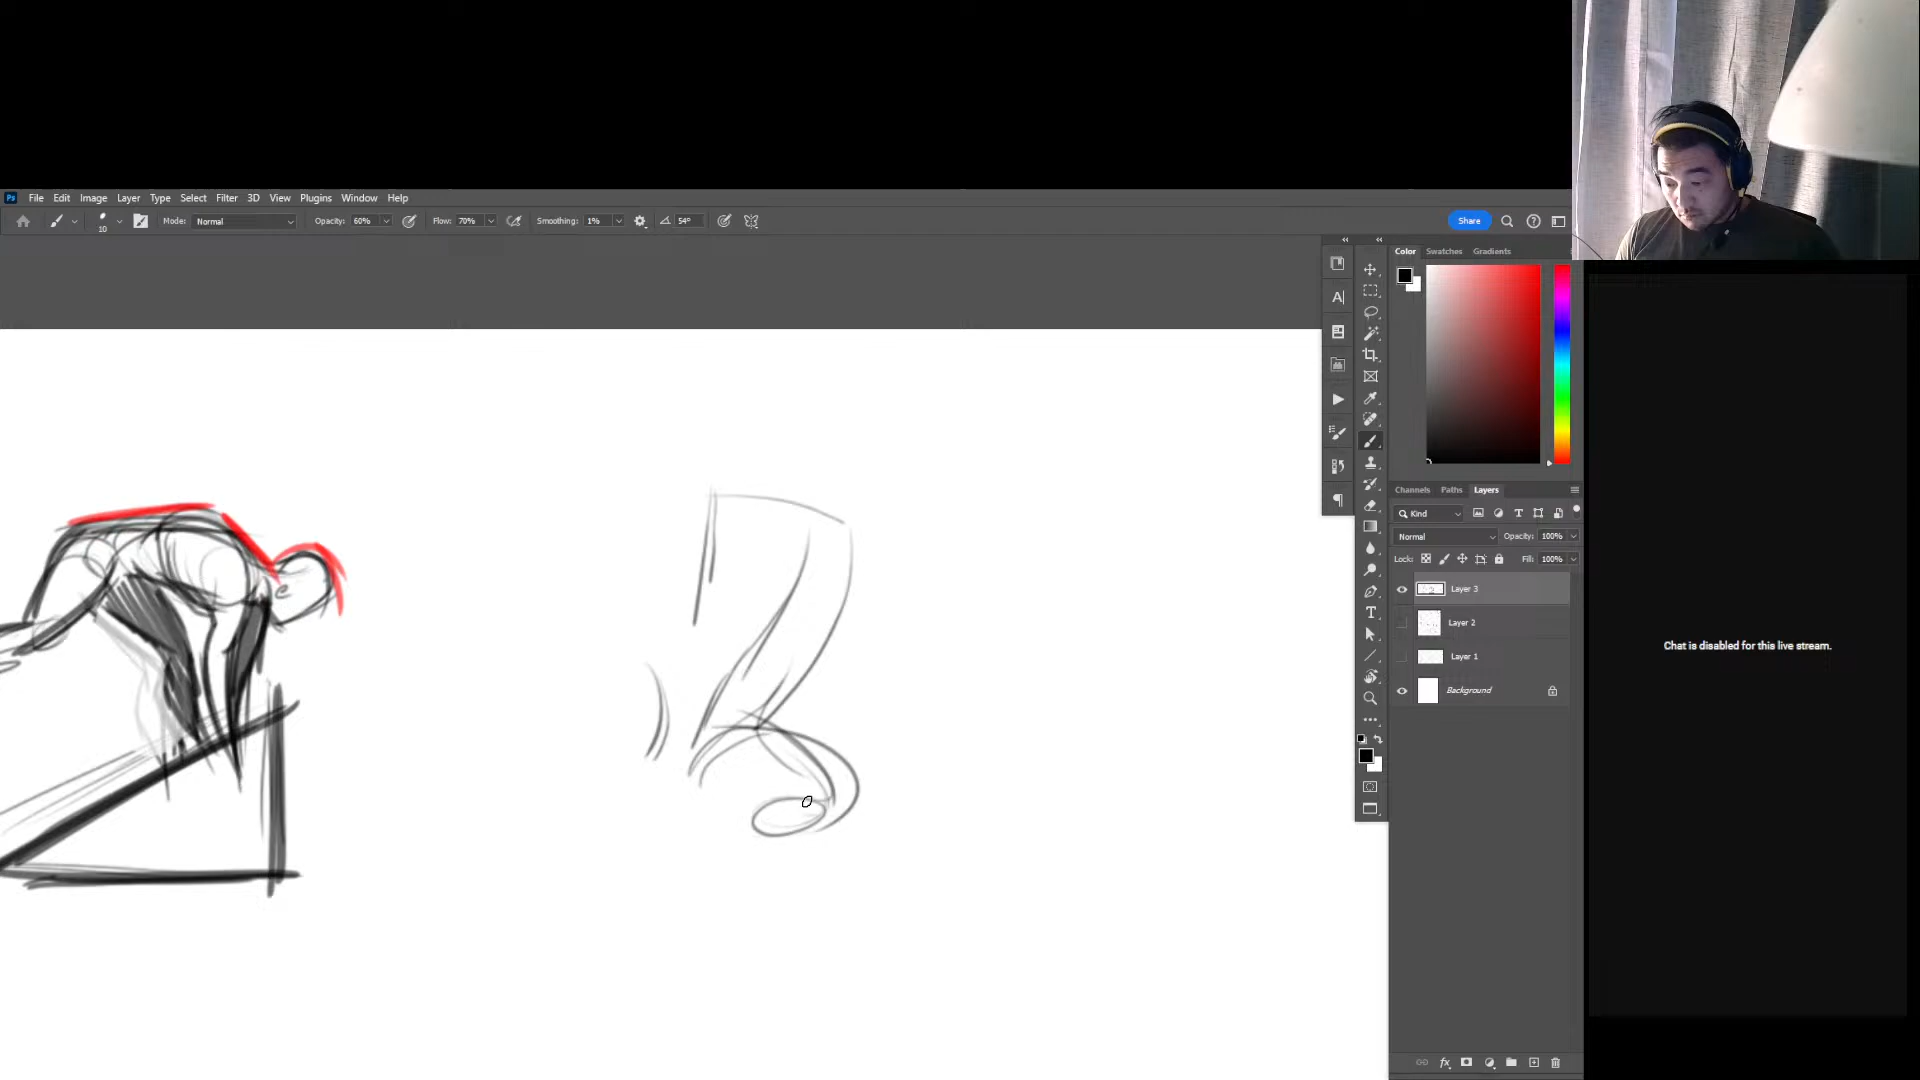 Ps File Edit Image Layer Type Select Filter 3D View Plugins Window Help
10 Mode: Normal Opacity: 60% Flow: 70% Smoothing: 1% 54° Share
Color Swatches Gradients
Channels Paths Layers
Kind
Normal Opacity: 100%
Lock: Fill: 100%
Layer 3
Layer 2
Layer 1
Background
Chat is disabled for this live stream.